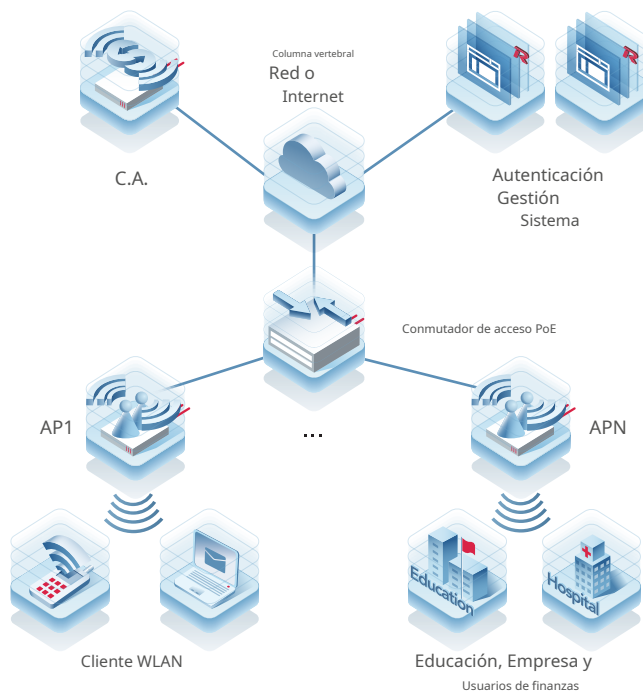 Columna vertebral
Red o
Internet
C.A.
R
R
Autenticación
Gestión
Sistema
Conmutador de acceso PoE
AP1
...
APN
Education
Hospital
Cliente WLAN
Educación, Empresa y
Usuarios de finanzas